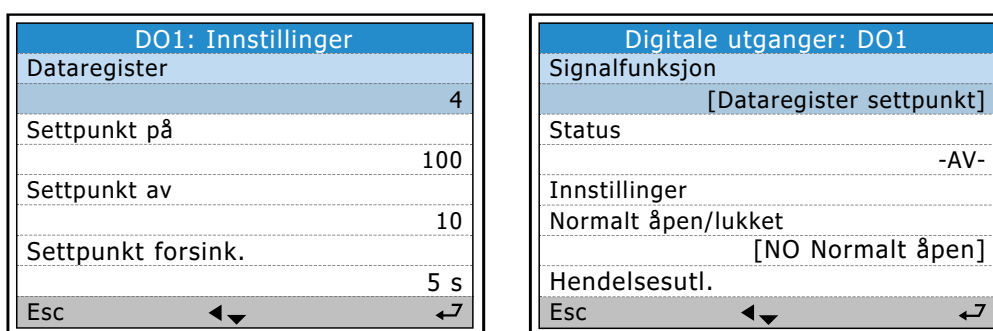 DO1: Innstillinger
Dataregister
4
Settpunkt på
100
Settpunkt av
10
Settpunkt forsink.
5 s
Esc
Digitale utganger: DO1
Signalfunksjon
[Dataregister settpunkt]
Status
-AV-
Innstillinger
Normalt åpen/lukket
[NO Normalt åpen]
Hendelsesutl.
Esc